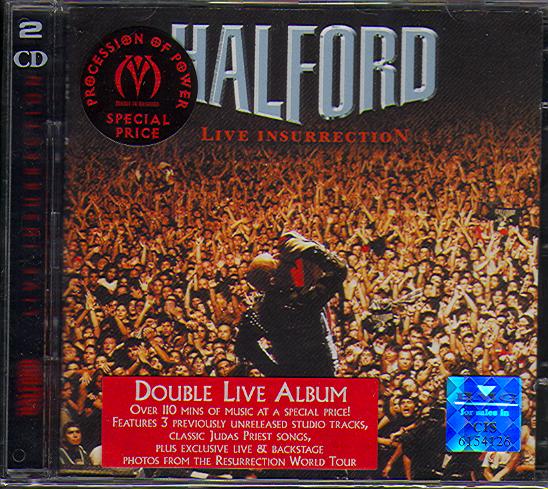 2
CD
PROCESSION OF POWER
SPECIAL
PRICE
HALFORD
LIVE INSURRECTION
DOUBLE LIVE ALBUM
OVER 110 MINS OF MUSIC AT A SPECIAL PRICE!
FEATURES 3 PREVIOUSLY UNRELEASED STUDIO TRACKS,
CLASSIC JUDAS PRIEST SONGS,
PLUS EXCLUSIVE LIVE & BACKSTAGE
PHOTOS FROM THE RESURRECTION WORLD TOUR
for sales in
CIS
6154126